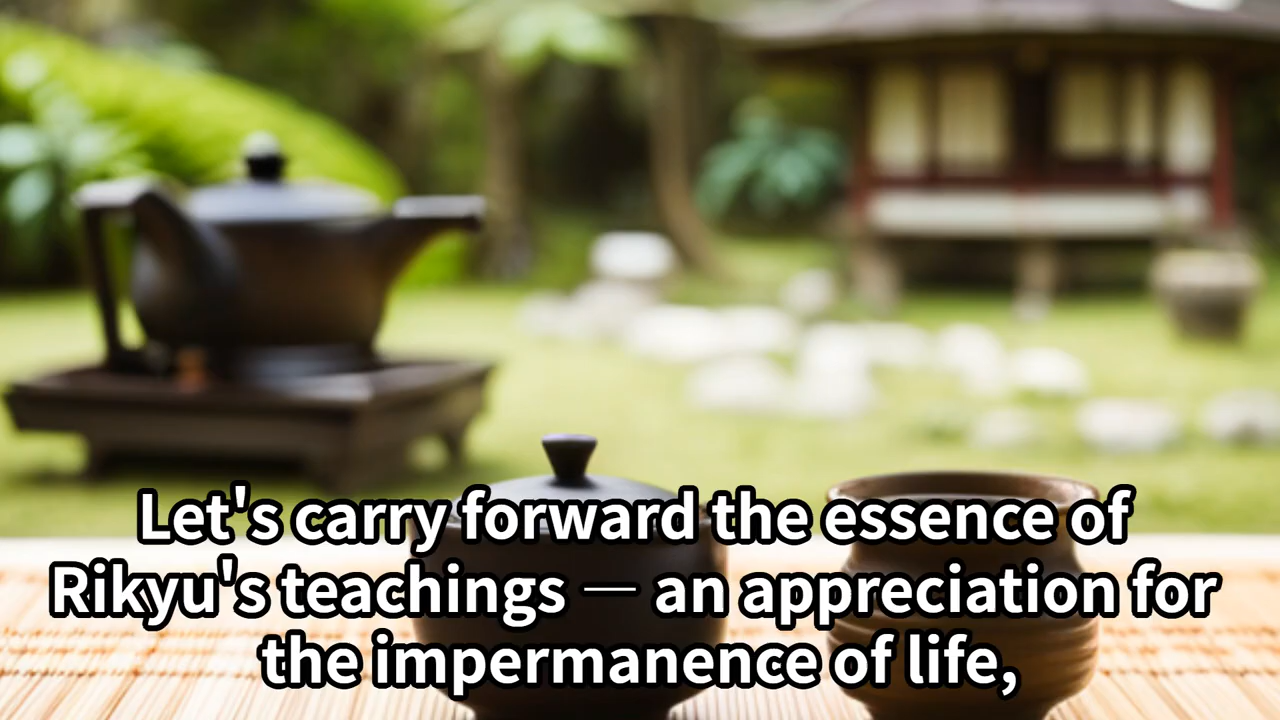 Let's carry forward the essence of
Rikyu's teachings — an appreciation for
the impermanence of life,